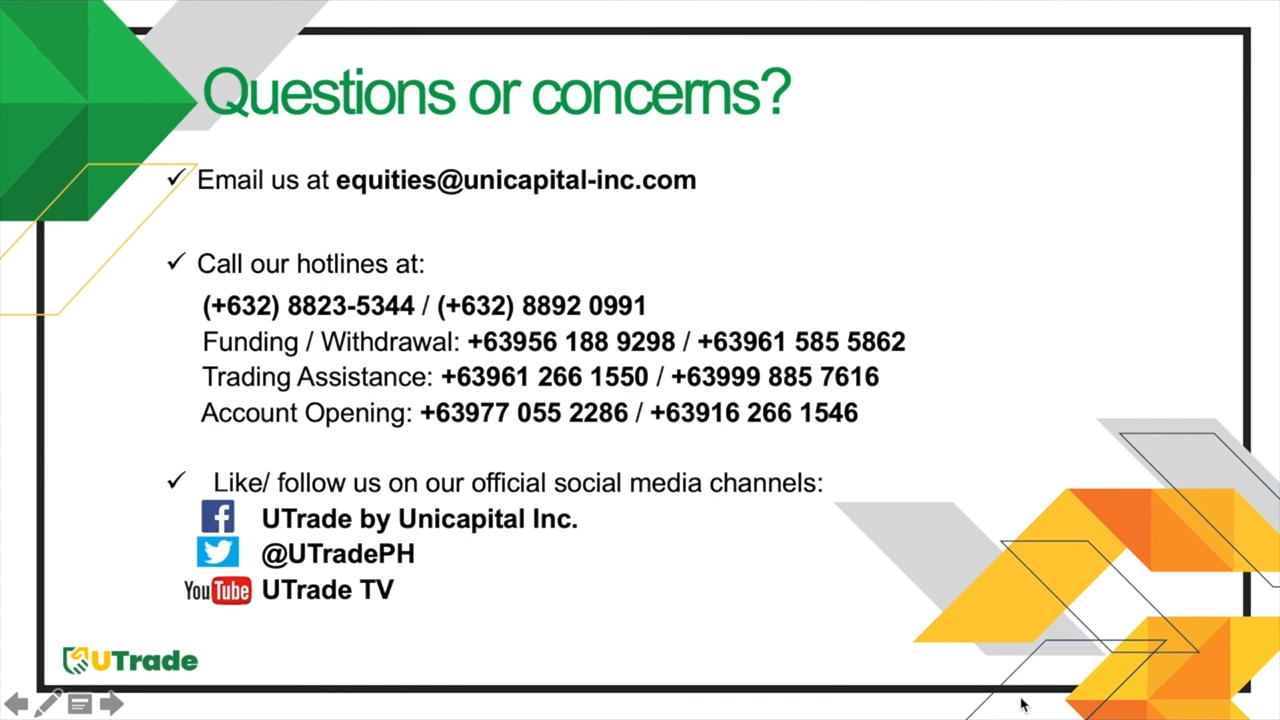 Questions or concerns?
✓ Email us at equities@unicapital-inc.com
✓ Call our hotlines at:
(+632) 8823-5344 / (+632) 8892 0991
Funding / Withdrawal: +63956 188 9298 / +63961 585 5862
Trading Assistance: +63961 266 1550 / +63999 885 7616
Account Opening: +63977 055 2286 / +63916 266 1546
✓ Like/ follow us on our official social media channels:
f UTrade by Unicapital Inc.
@UTradePH
YouTube UTrade TV
UTrade